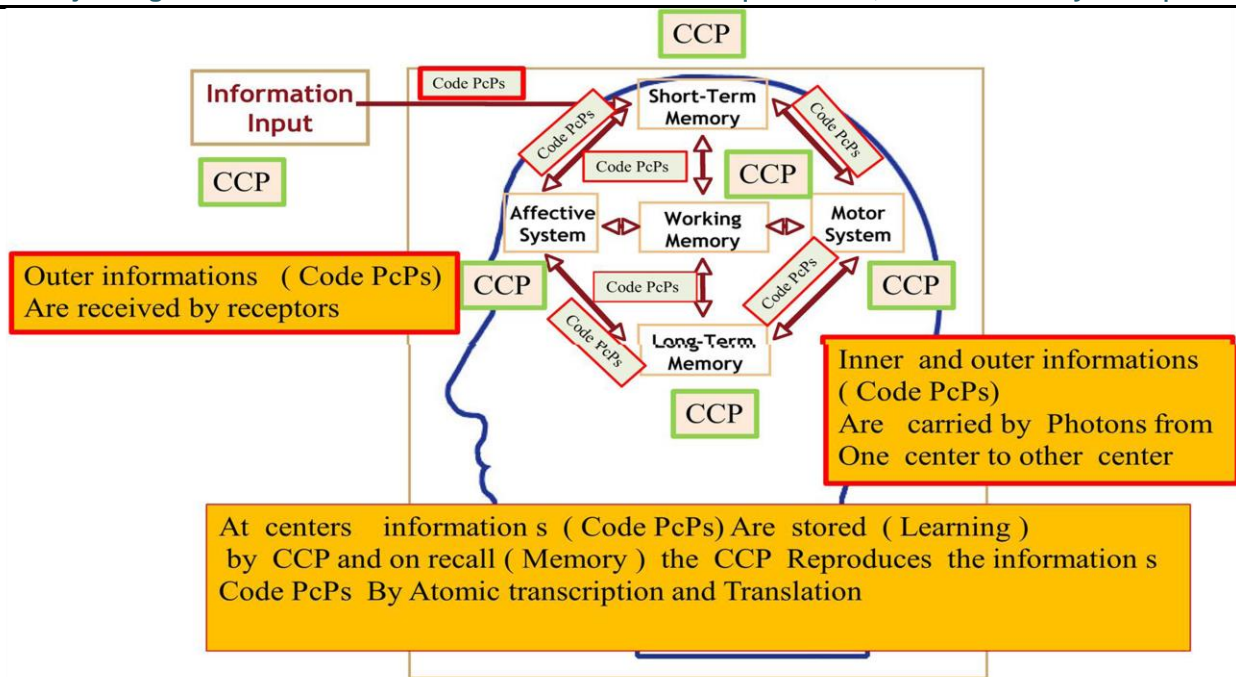 CCP
Code PcPs
Information
Input
Short-Term
Memory
Code PcPs
Code PcPs
Code PcPs
CCP
CCP
Affective
System
Working
Memory
Motor
System
Outer informations ( Code PcPs)
Are received by receptors
CCP
Code PcPs
Code PcPs
CCP
Code PcPs
Long-Term
Memory
Inner and outer informations
( Code PcPs)
Are carried by Photons from
One center to other center
CCP
At centers information s ( Code PcPs) Are stored ( Learning )
by CCP and on recall ( Memory ) the CCP Reproduces the information s
Code PcPs By Atomic transcription and Translation